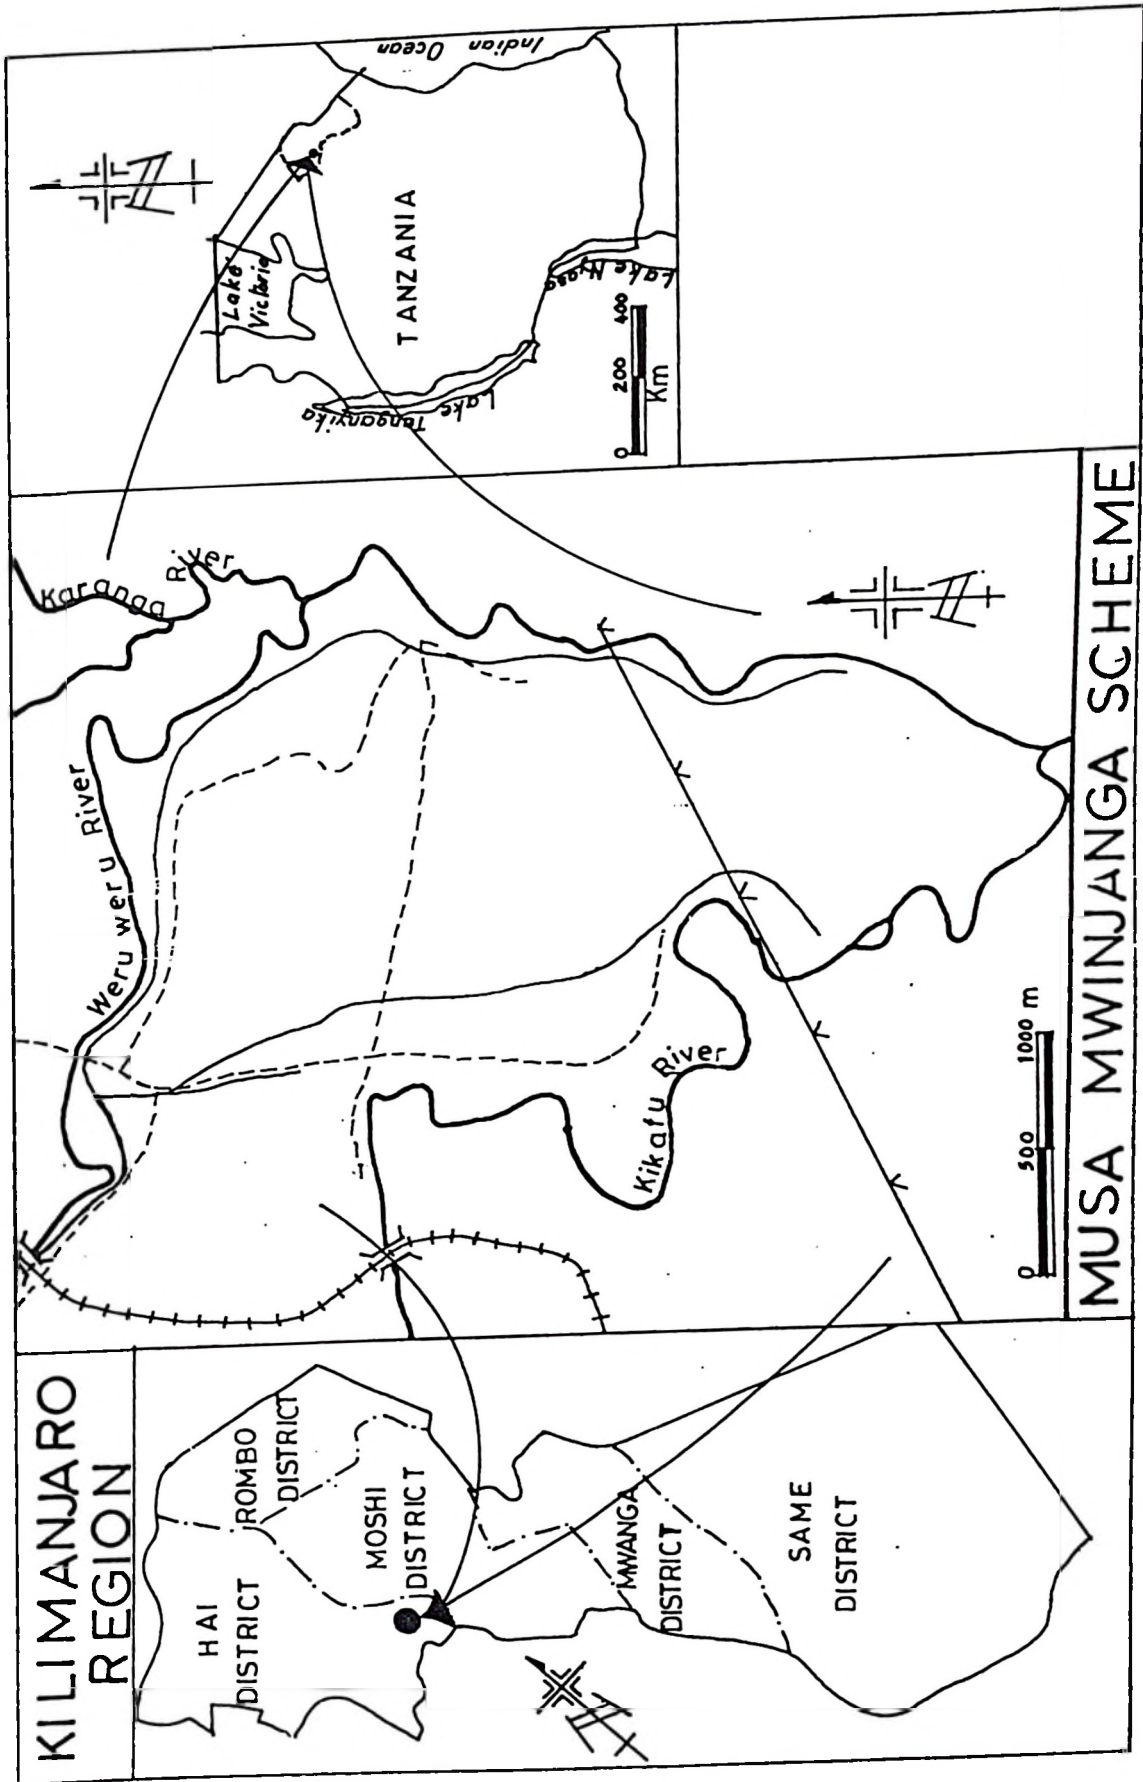 KILIMANJARO
REGION
HAI
DISTRICT
ROMBO
DISTRICT
MOSHI
DISTRICT
MWANGA
DISTRICT
SAME
DISTRICT
Weru weru River
Karanga
River
Kikafu
River
0 500 1000 m
MUSA MWINJANGA SCHEME
Lake
Victoria
Indian Ocean
TANZANIA
Lake
Tanganyika
Lake Nyasa
0 200 400
Km